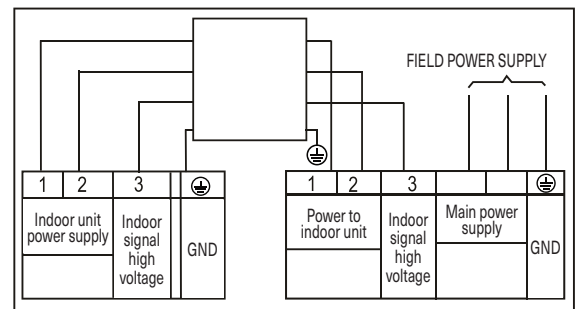 FIELD POWER SUPPLY
1 2 3
Indoor unit
power supply
Indoor
signal
high
voltage
GND
1 2 3
Power to
indoor unit
Indoor
signal
high
voltage
Main power
supply
GND